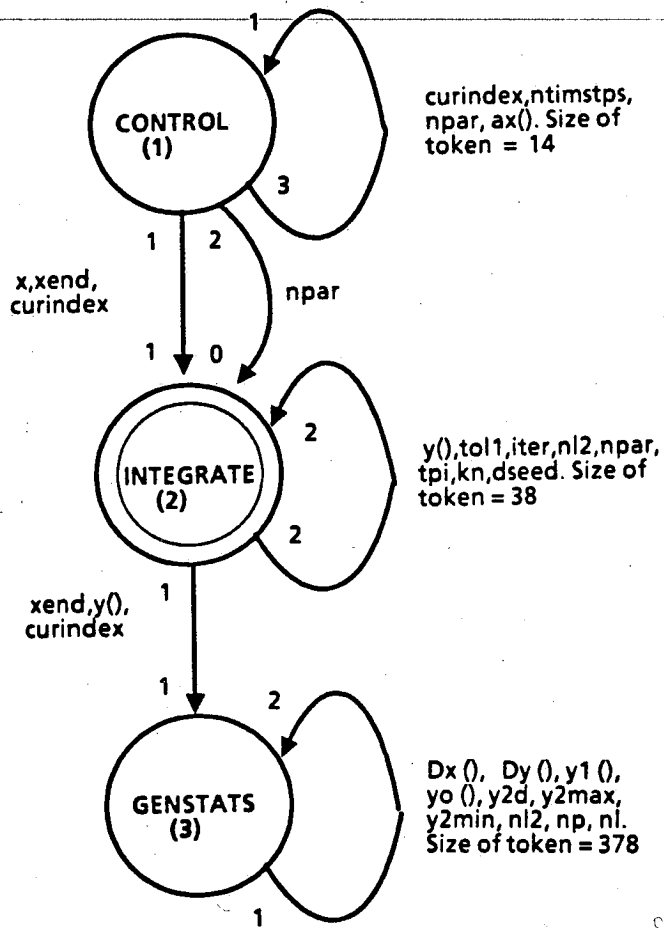 1
CONTROL
(1)
curindex,ntimstps,
npar, ax(). Size of
token = 14
3
1 2
x,xend,
curindex
npar
1 0
INTEGRATE
(2)
2
y(),tol1,iter,nl2,npar,
tpi,kn,dseed. Size of
token = 38
2
1
xend,y(),
curindex
1
2
GENSTATS
(3)
Dx (), Dy (), y1 (),
yo (), y2d, y2max,
y2min, nl2, np, nl.
Size of token = 378
1